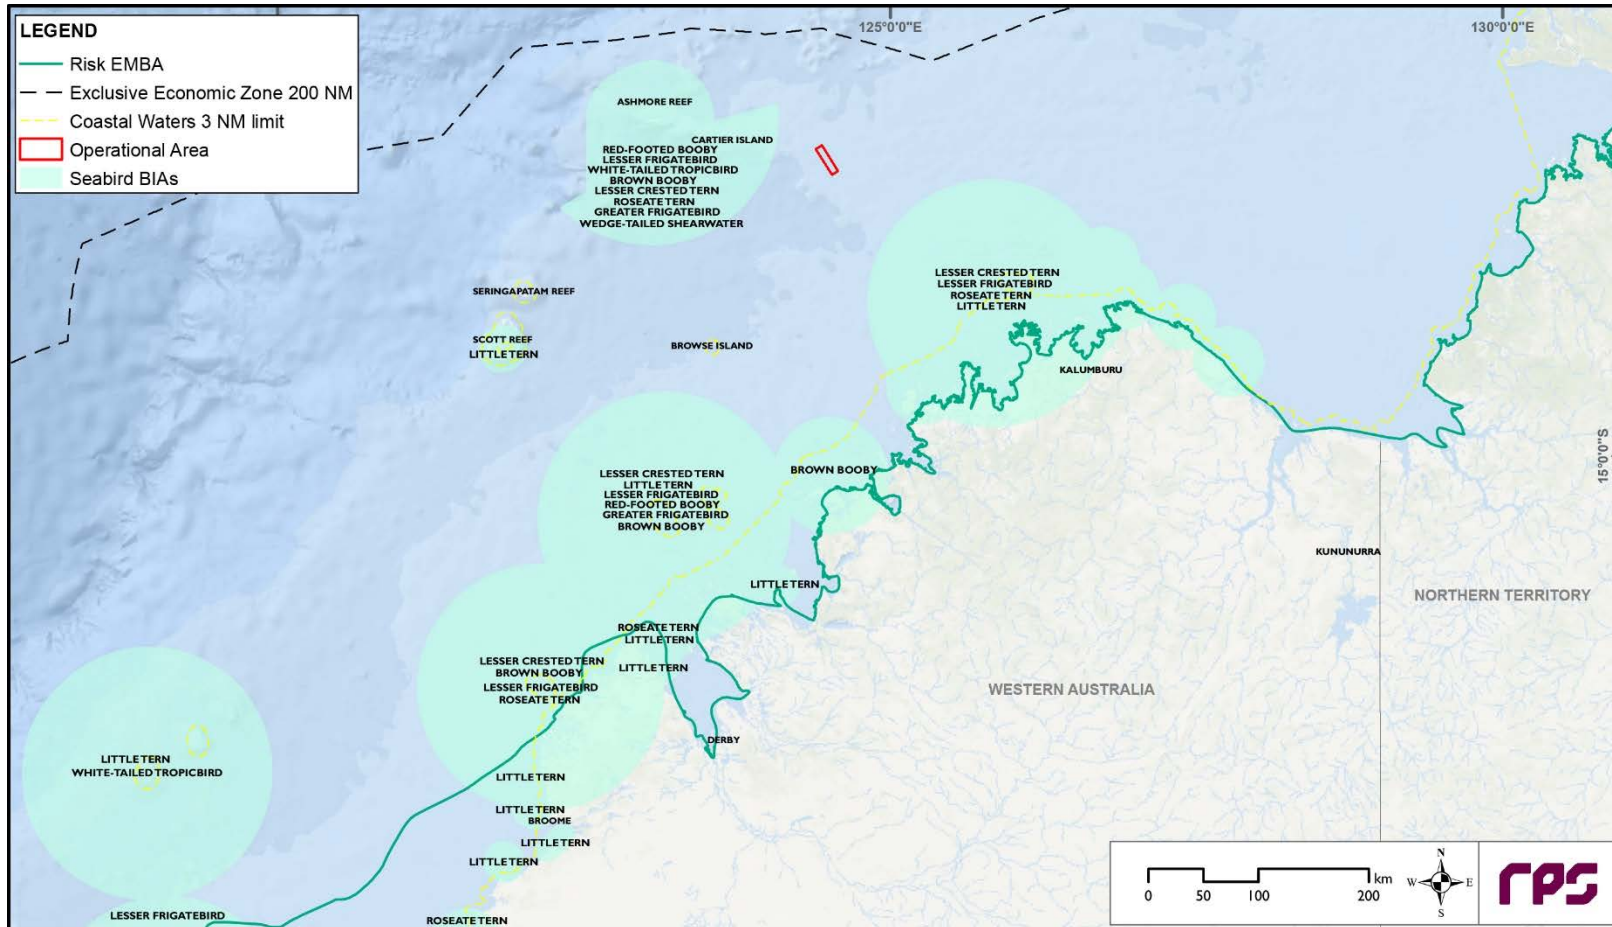 LEGEND
Risk EMBA
Exclusive Economic Zone 200 NM
Coastal Waters 3 NM limit
Operational Area
Seabird BIAs
125°0'0"E
130°0'0"E
ASHMORE REEF
CARTIER ISLAND
RED-FOOTED BOOBY
LESSER FRIGATEBIRD
WHITE-TAILED TROPICBIRD
BROWN BOOBY
LESSER CRESTED TERN
ROSEATE TERN
GREATER FRIGATEBIRD
WEDGE-TAILED SHEARWATER
LESSER CRESTED TERN
LESSER FRIGATEBIRD
ROSEATE TERN
LITTLE TERN
SERINGAPATAM REEF
SCOTT REEF
LITTLE TERN
BROWSE ISLAND
KALUMBURU
15°0'0"S
LESSER CRESTED TERN
LITTLE TERN
LESSER FRIGATEBIRD
RED-FOOTED BOOBY
GREATER FRIGATEBIRD
BROWN BOOBY
BROWN BOOBY
KUNUNURRA
LITTLE TERN
NORTHERN TERRITORY
ROSEATE TERN
LITTLE TERN
LITTLE TERN
LESSER CRESTED TERN
BROWN BOOBY
LESSER FRIGATEBIRD
ROSEATE TERN
WESTERN AUSTRALIA
DERBY
LITTLE TERN
WHITE-TAILED TROPICBIRD
LITTLE TERN
LITTLE TERN
BROOME
LITTLE TERN
LITTLE TERN
LESSER FRIGATEBIRD
ROSEATE TERN
0 50 100 200 km
N
W E
S
rps